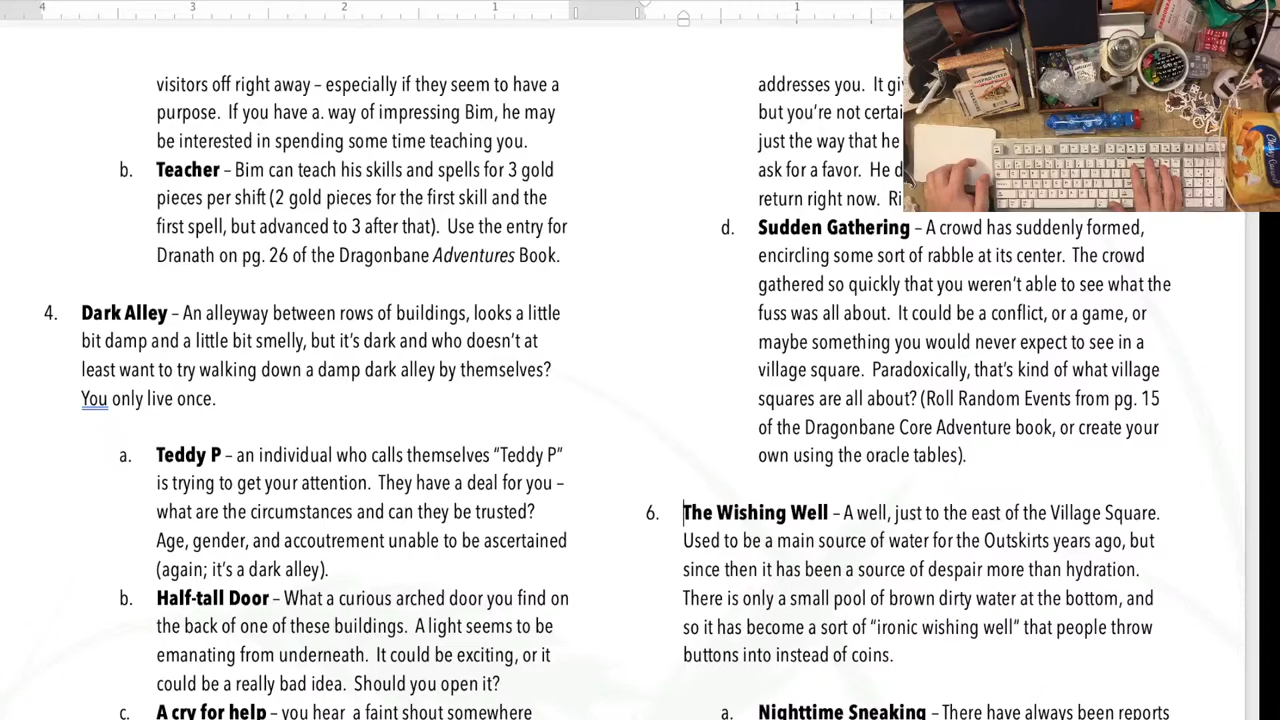 4 3 2 1 1
visitors off right away – especially if they seem to have a
purpose. If you have a. way of impressing Bim, he may
be interested in spending some time teaching you.
b. Teacher – Bim can teach his skills and spells for 3 gold
pieces per shift (2 gold pieces for the first skill and the
first spell, but advanced to 3 after that). Use the entry for
Dranath on pg. 26 of the Dragonbane Adventures Book.
4. Dark Alley – An alleyway between rows of buildings, looks a little
bit damp and a little bit smelly, but it's dark and who doesn't at
least want to try walking down a damp dark alley by themselves?
You only live once.
a. Teddy P – an individual who calls themselves "Teddy P"
is trying to get your attention. They have a deal for you –
what are the circumstances and can they be trusted?
Age, gender, and accoutrement unable to be ascertained
(again; it's a dark alley).
b. Half-tall Door – What a curious arched door you find on
the back of one of these buildings. A light seems to be
emanating from underneath. It could be exciting, or it
could be a really bad idea. Should you open it?
c. A cry for help – you hear a faint shout somewhere
addresses you. It
but you're not
just the way that he
ask for a favor. He
return right now.
d. Sudden Gathering – A crowd has suddenly formed,
encircling some sort of rabble at its center. The crowd
gathered so quickly that you weren't able to see what the
fuss was all about. It could be a conflict, or a game, or
maybe something you would never expect to see in a
village square. Paradoxically, that's kind of what village
squares are all about? (Roll Random Events from pg. 15
of the Dragonbane Core Adventure book, or create your
own using the oracle tables).
6. The Wishing Well – A well, just to the east of the Village Square.
Used to be a main source of water for the Outskirts years ago, but
since then it has been a source of despair more than hydration.
There is only a small pool of brown dirty water at the bottom, and
so it has become a sort of "ironic wishing well" that people throw
buttons into instead of coins.
a. Nighttime Sneaking – There have always been reports